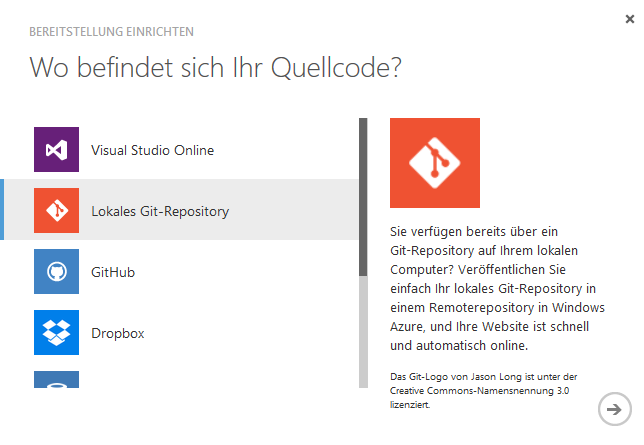 BEREITSTELLUNG EINRICHTEN
Wo befindet sich Ihr Quellcode?
Visual Studio Online
Lokales Git-Repository
GitHub
Dropbox
Sie verfügen bereits über ein
Git-Repository auf Ihrem lokalen
Computer? Veröffentlichen Sie
einfach Ihr lokales Git-Repository in
einem Remoterepository in Windows
Azure, und Ihre Website ist schnell
und automatisch online.
Das Git-Logo von Jason Long ist unter der
Creative Commons-Namensnennung 3.0
lizenziert.